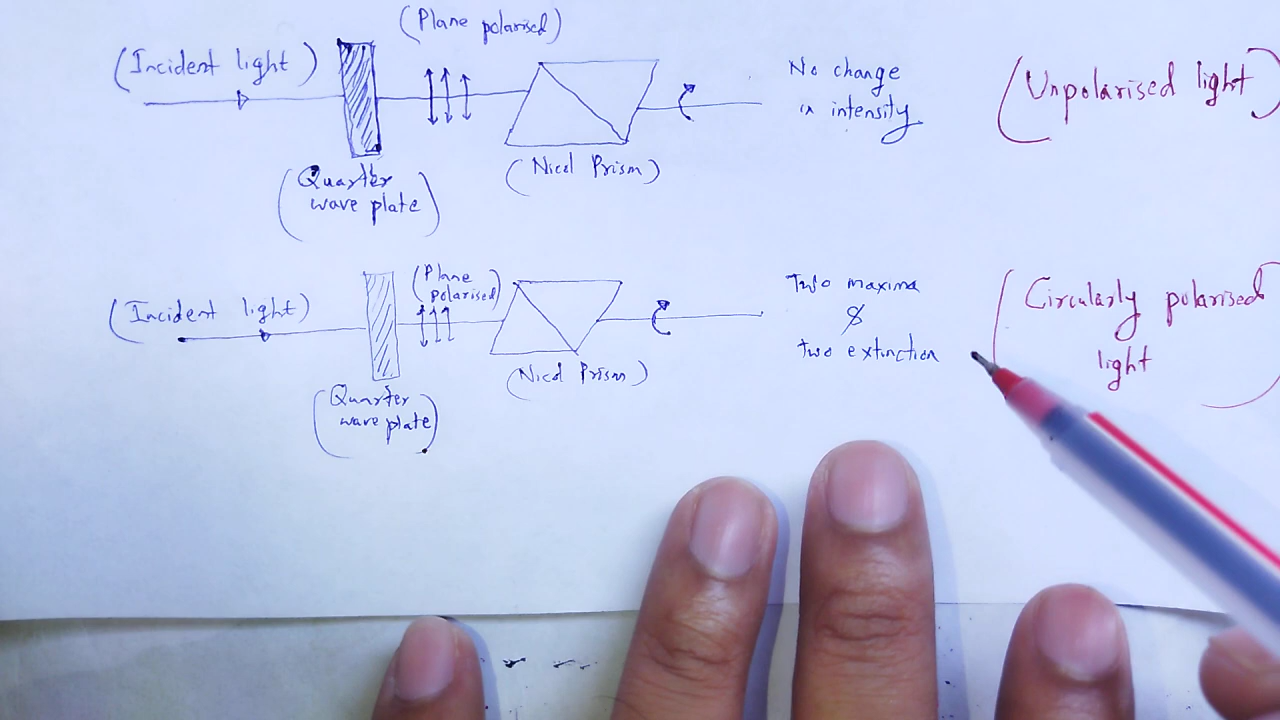 (Plane polarised)
(Incident light)
No change
in intensity
(Unpolarised light)
(Quarter
wave plate)
(Nicol Prism)
(Plane
polarised)
(Incident light)
Two maxima
&
two extinction
(Circularly polarised
light
(Nicol Prism)
(Quarter
wave plate)